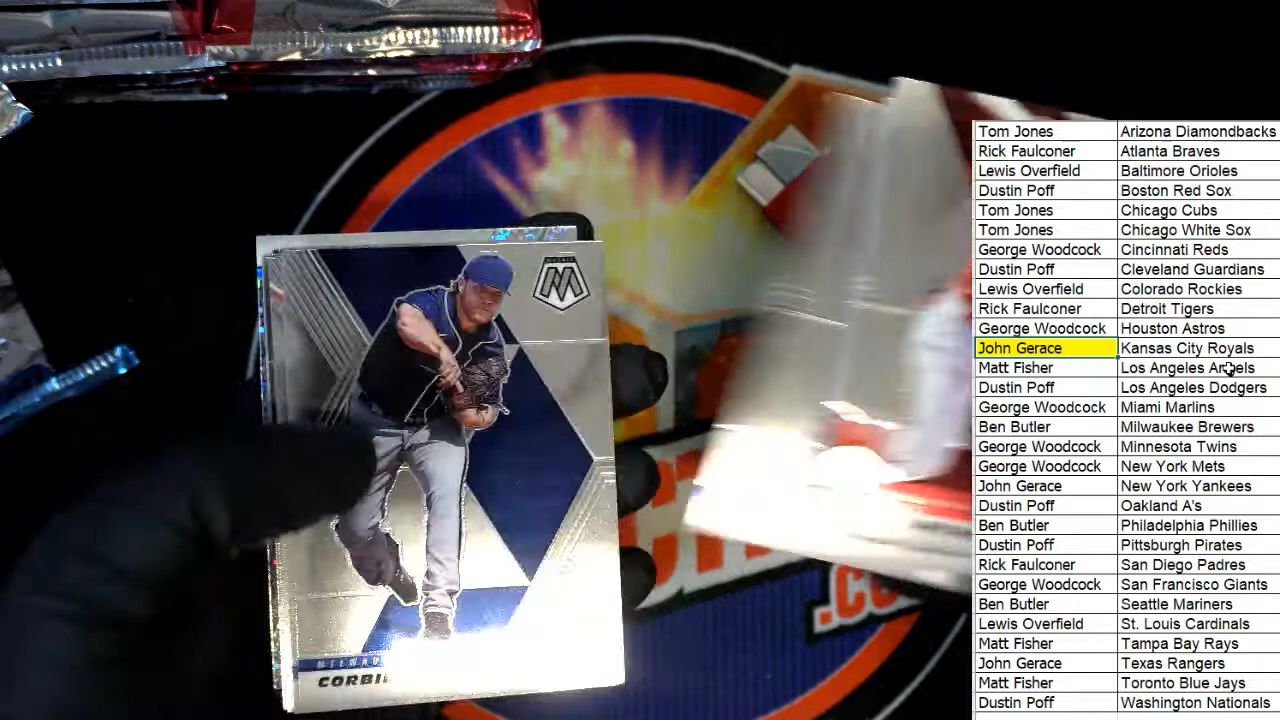 MOSAIC
M
MILWAU
CORBI
.CO
Tom Jones Arizona Diamondbacks
Rick Faulconer Atlanta Braves
Lewis Overfield Baltimore Orioles
Dustin Poff Boston Red Sox
Tom Jones Chicago Cubs
Tom Jones Chicago White Sox
George Woodcock Cincinnati Reds
Dustin Poff Cleveland Guardians
Lewis Overfield Colorado Rockies
Rick Faulconer Detroit Tigers
George Woodcock Houston Astros
John Gerace Kansas City Royals
Matt Fisher Los Angeles Angels
Dustin Poff Los Angeles Dodgers
George Woodcock Miami Marlins
Ben Butler Milwaukee Brewers
George Woodcock Minnesota Twins
George Woodcock New York Mets
John Gerace New York Yankees
Dustin Poff Oakland A's
Ben Butler Philadelphia Phillies
Dustin Poff Pittsburgh Pirates
Rick Faulconer San Diego Padres
George Woodcock San Francisco Giants
Ben Butler Seattle Mariners
Lewis Overfield St. Louis Cardinals
Matt Fisher Tampa Bay Rays
John Gerace Texas Rangers
Matt Fisher Toronto Blue Jays
Dustin Poff Washington Nationals